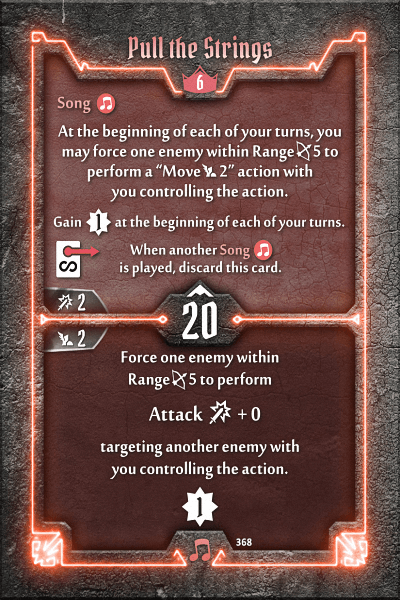 Pull the Strings
6
Song
At the beginning of each of your turns, you
may force one enemy within Range 5 to
perform a “Move 2” action with
you controlling the action.
Gain 1 at the beginning of each of your turns.
When another Song
is played, discard this card.
2
20
2
Force one enemy within
Range 5 to perform
Attack + 0
targeting another enemy with
you controlling the action.
1
368